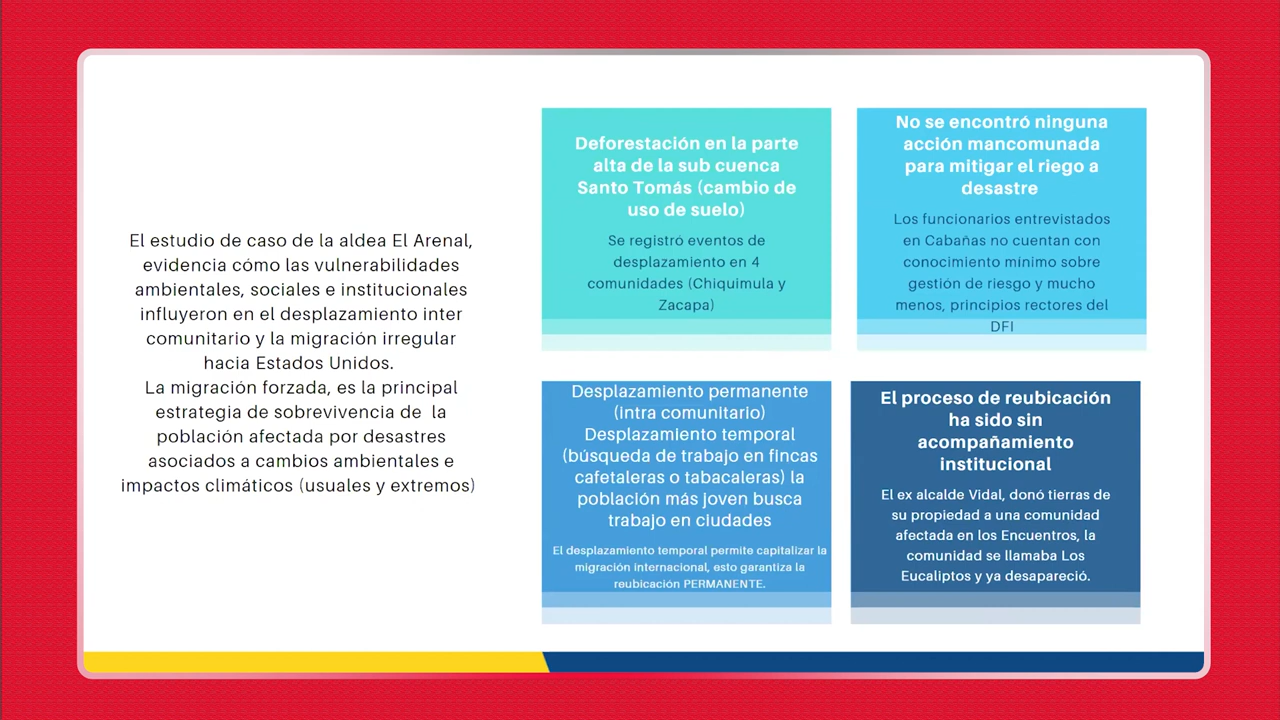 El estudio de caso de la aldea El Arenal,
evidencia cómo las vulnerabilidades
ambientales, sociales e institucionales
influyeron en el desplazamiento inter
comunitario y la migración irregular
hacia Estados Unidos.
La migración forzada, es la principal
estrategia de sobrevivencia de la
población afectada por desastres
asociados a cambios ambientales e
impactos climáticos (usuales y extremos)
Deforestación en la parte
alta de la sub cuenca
Santo Tomás (cambio de
uso de suelo)
Se registró eventos de
desplazamiento en 4
comunidades (Chiquimula y
Zacapa)
No se encontró ninguna
acción mancomunada
para mitigar el riego a
desastre
Los funcionarios entrevistados
en Cabañas no cuentan con
conocimiento mínimo sobre
gestión de riesgo y mucho
menos, principios rectores del
DFI
Desplazamiento permanente
(Intra comunitario)
Desplazamiento temporal
(búsqueda de trabajo en fincas
cafetaleras o tabacaleras) la
población más joven busca
trabajo en ciudades
El desplazamiento temporal permite capitalizar la
migración internacional, esto garantiza la
reubicación PERMANENTE.
El proceso de reubicación
ha sido sin
acompañamiento
institucional
El ex alcalde Vidal, donó tierras de
su propiedad a una comunidad
afectada en los Encuentros, la
comunidad se llamaba Los
Eucaliptos y ya desapareció.